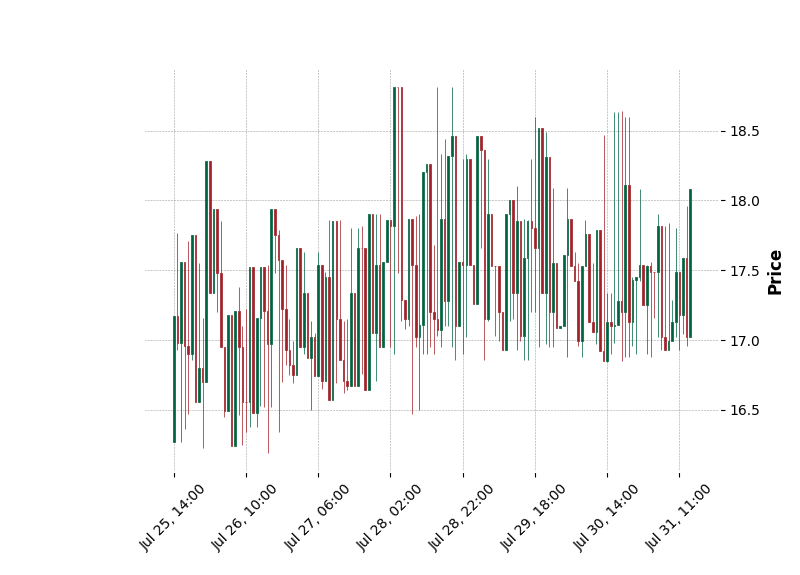 18.5
18.0
17.5
17.0
16.5
Price
Jul 25, 14:00
Jul 26, 10:00
Jul 27, 06:00
Jul 28, 02:00
Jul 28, 22:00
Jul 29, 18:00
Jul 30, 14:00
Jul 31, 11:00